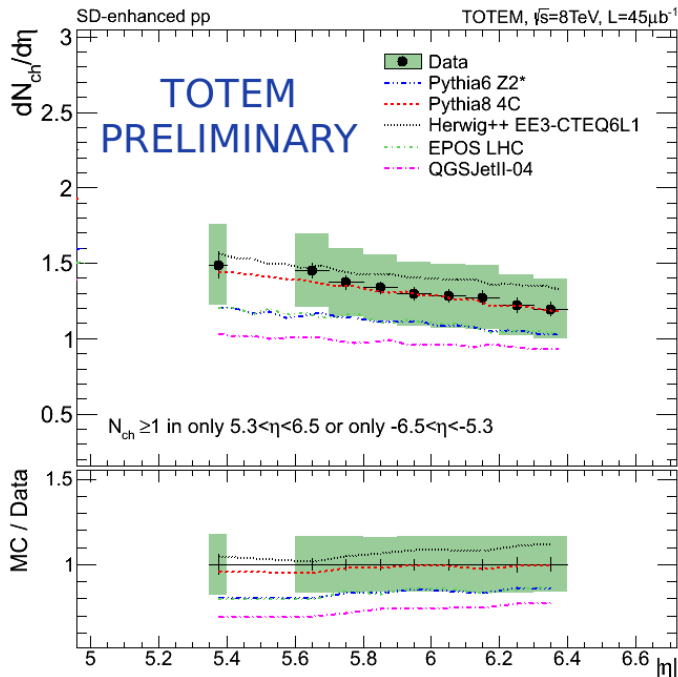 SD-enhanced pp
TOTEM, √s=8TeV, L=45μb⁻¹
dN_ch/dη
3
2.5
2
1.5
1
0.5
TOTEM
PRELIMINARY
Data
Pythia6 Z2*
Pythia8 4C
Herwig++ EE3-CTEQ6L1
EPOS LHC
QGSJetII-04
N_ch ≥1 in only 5.3<η<6.5 or only -6.5<η<-5.3
MC / Data
1.5
1
5 5.2 5.4 5.6 5.8 6 6.2 6.4 6.6
|η|